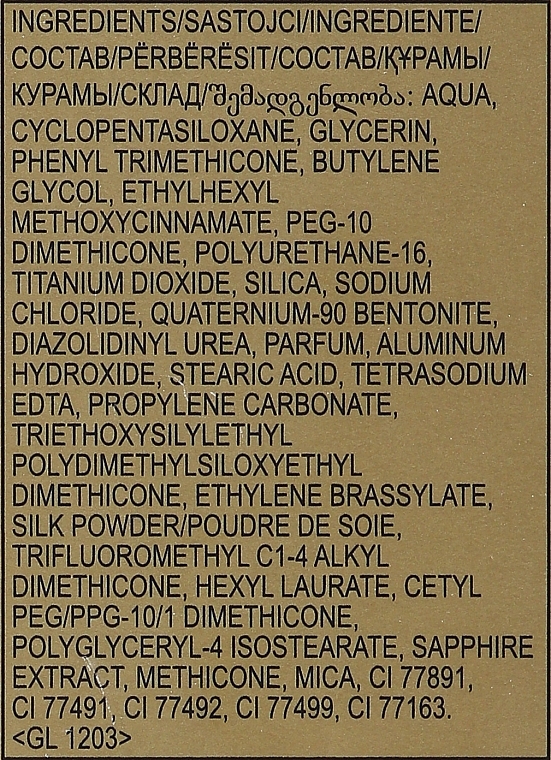 INGREDIENTS/SASTOJCI/INGREDIENTE/
СОСТАВ/PËRBËRËSIT/СОСТАВ/ҚҰРАМЫ/
КУРАМЫ/СКЛАД/შემადგენლობა: AQUA,
CYCLOPENTASILOXANE, GLYCERIN,
PHENYL TRIMETHICONE, BUTYLENE
GLYCOL, ETHYLHEXYL
METHOXYCINNAMATE, PEG-10
DIMETHICONE, POLYURETHANE-16,
TITANIUM DIOXIDE, SILICA, SODIUM
CHLORIDE, QUATERNIUM-90 BENTONITE,
DIAZOLIDINYL UREA, PARFUM, ALUMINUM
HYDROXIDE, STEARIC ACID, TETRASODIUM
EDTA, PROPYLENE CARBONATE,
TRIETHOXYSILYLETHYL
POLYDIMETHYLSILOXYETHYL
DIMETHICONE, ETHYLENE BRASSYLATE,
SILK POWDER/POUDRE DE SOIE,
TRIFLUOROMETHYL C1-4 ALKYL
DIMETHICONE, HEXYL LAURATE, CETYL
PEG/PPG-10/1 DIMETHICONE,
POLYGLYCERYL-4 ISOSTEARATE, SAPPHIRE
EXTRACT, METHICONE, MICA, CI 77891,
CI 77491, CI 77492, CI 77499, CI 77163.
<GL 1203>